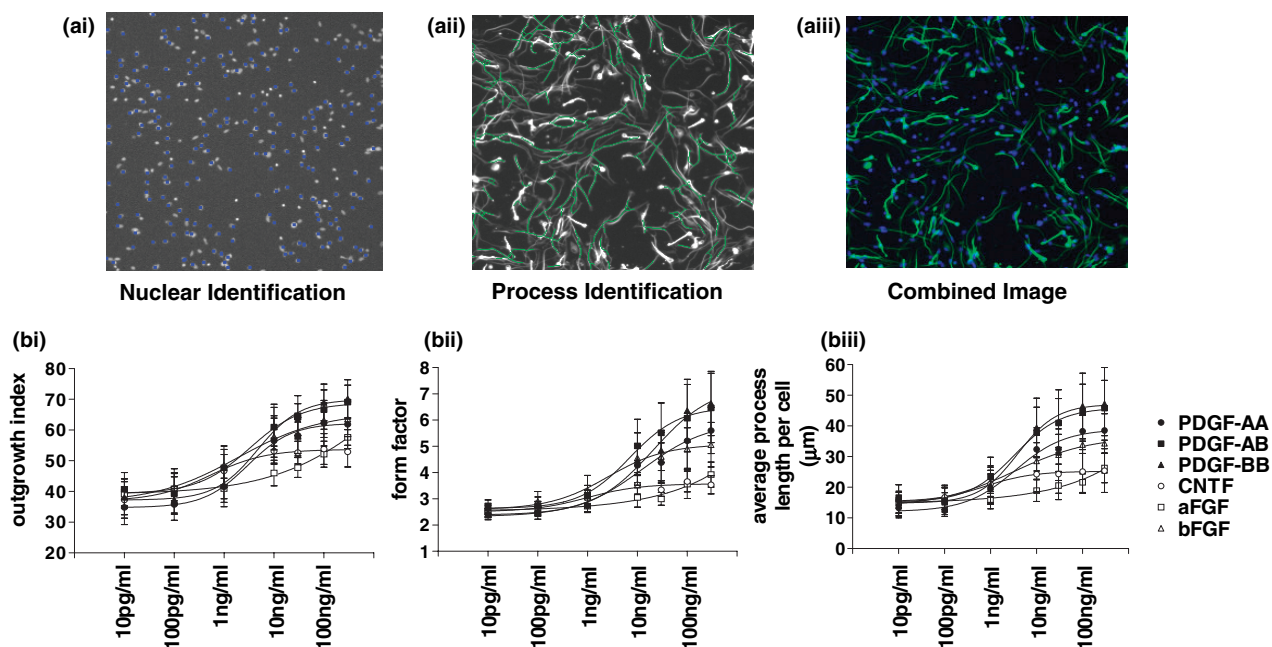 (ai)
(aii)
(aiii)
Nuclear Identification
Process Identification
Combined Image
(bi)
outgrowth index
80
70
60
50
40
30
20
10pg/ml
100pg/ml
1ng/ml
10ng/ml
100ng/ml
(bii)
form factor
8
7
6
5
4
3
2
1
10pg/ml
100pg/ml
1ng/ml
10ng/ml
100ng/ml
(biii)
average process
length per cell
(μm)
60
50
40
30
20
10
0
10pg/ml
100pg/ml
1ng/ml
10ng/ml
100ng/ml
PDGF-AA
PDGF-AB
PDGF-BB
CNTF
aFGF
bFGF